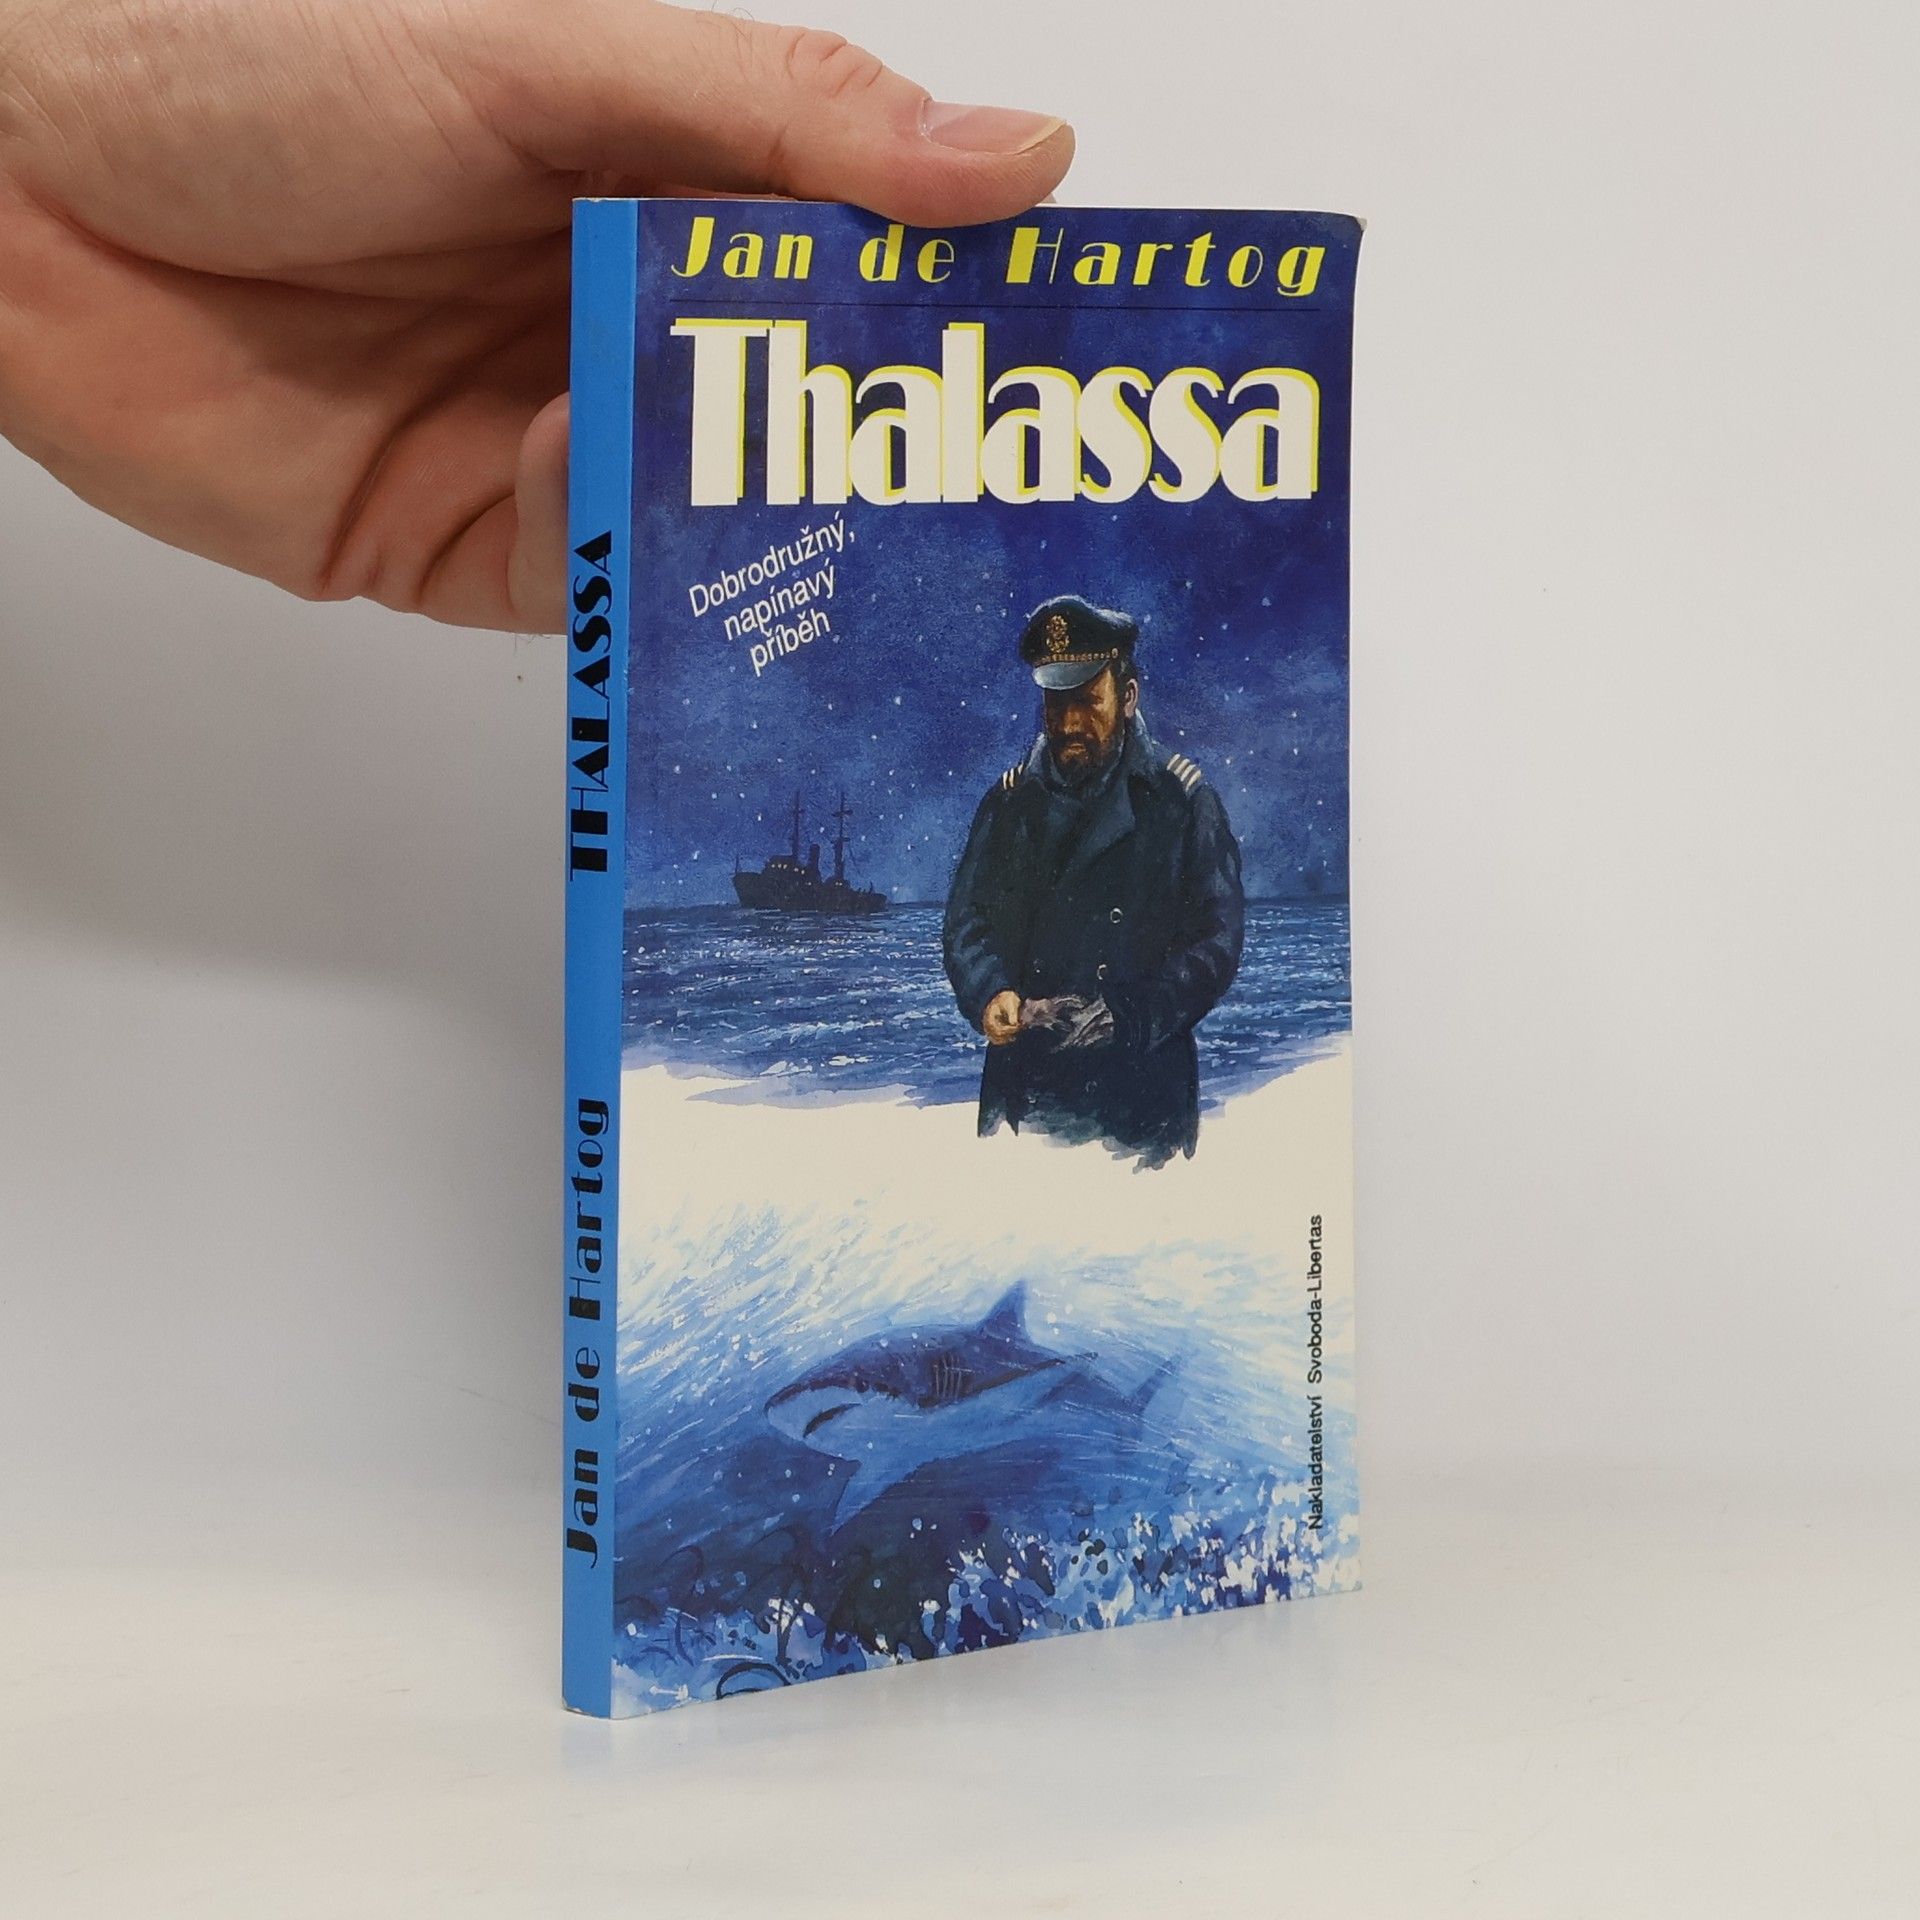 Jan de Hartog
Thalassa
Dobrodružný,
napínavý
příběh
Nakladatelství Svoboda-Libertas
Jan de Hartog THALASSA